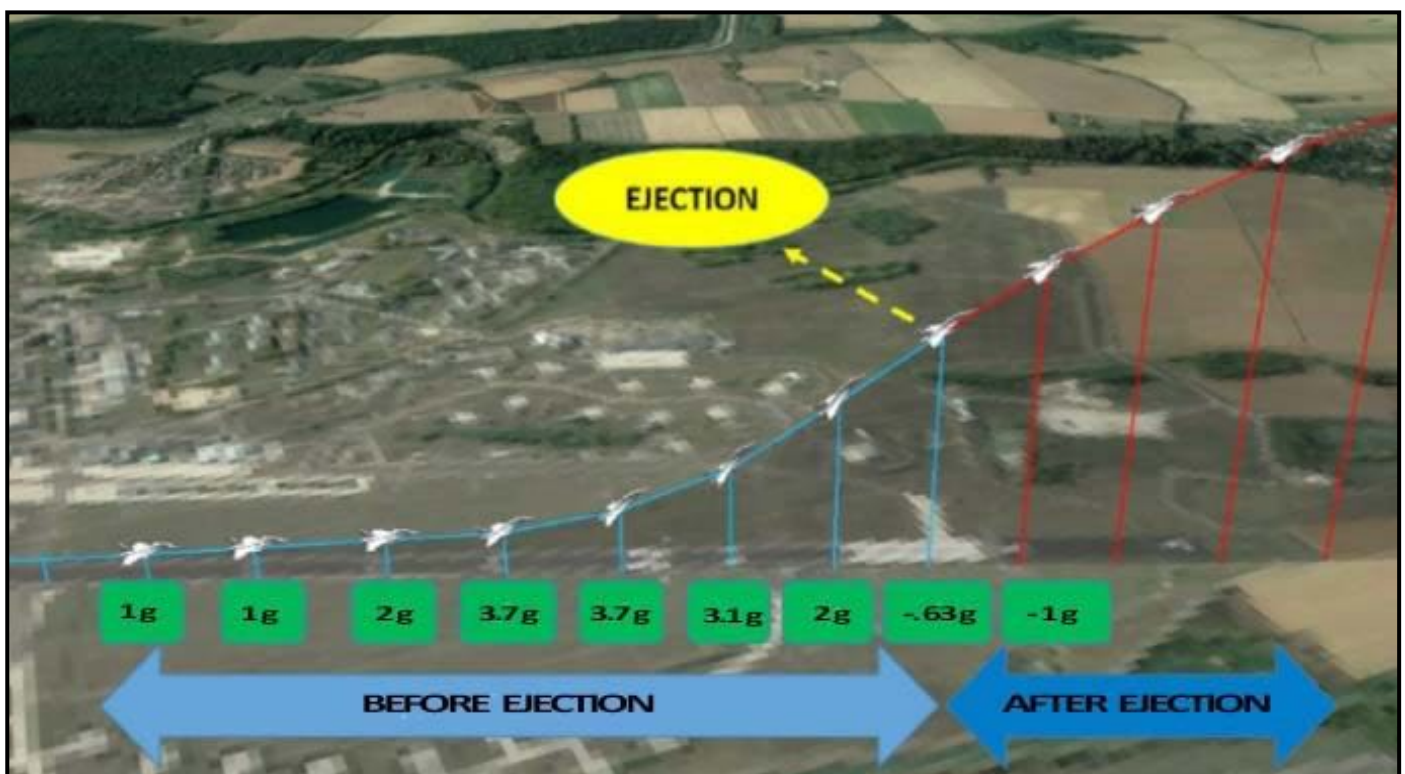 EJECTION
1g
1g
2g
3.7g
3.7g
3.1g
2g
-.63g
-1g
BEFORE EJECTION
AFTER EJECTION